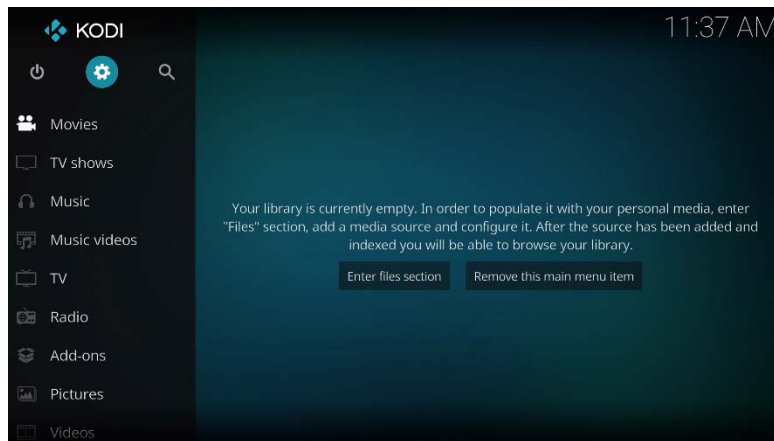 KODI
11:37 AM
Movies
TV shows
Music
Music videos
TV
Radio
Add-ons
Pictures
Videos
Your library is currently empty. In order to populate it with your personal media, enter
"Files" section, add a media source and configure it. After the source has been added and
indexed you will be able to browse your library.
Enter files section
Remove this main menu item